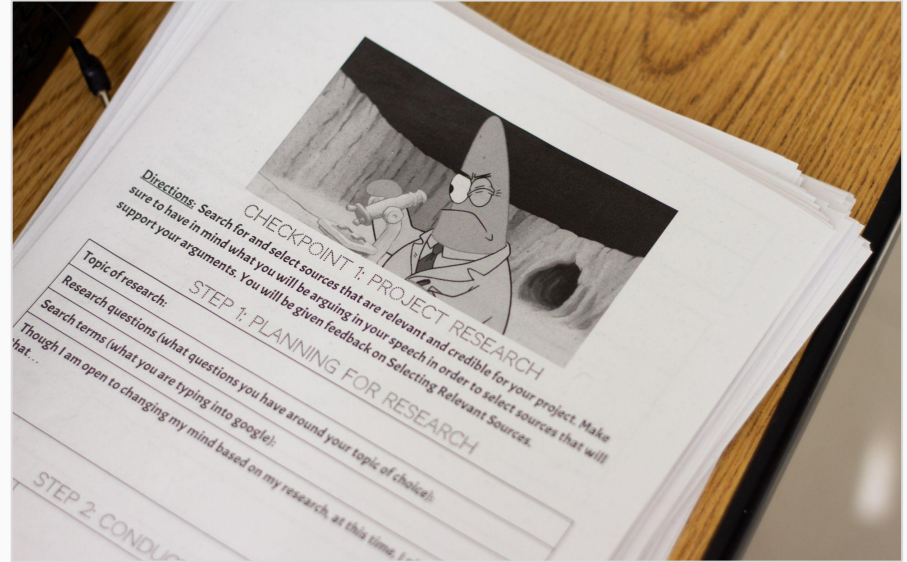 CHECKPOINT 1: PROJECT RESEARCH
Directions: Search for and select sources that are relevant and credible for your project. Make
sure to have in mind what you will be arguing in your speech in order to select sources that will
support your arguments. You will be given feedback on Selecting Relevant Sources.
STEP 1: PLANNING FOR RESEARCH
Topic of research:
Research questions (what questions you have around your topic of choice):
Search terms (what you are typing into google):
Though I am open to changing my mind based on my research, at this time, I
hat...
STEP 2: CONDUC